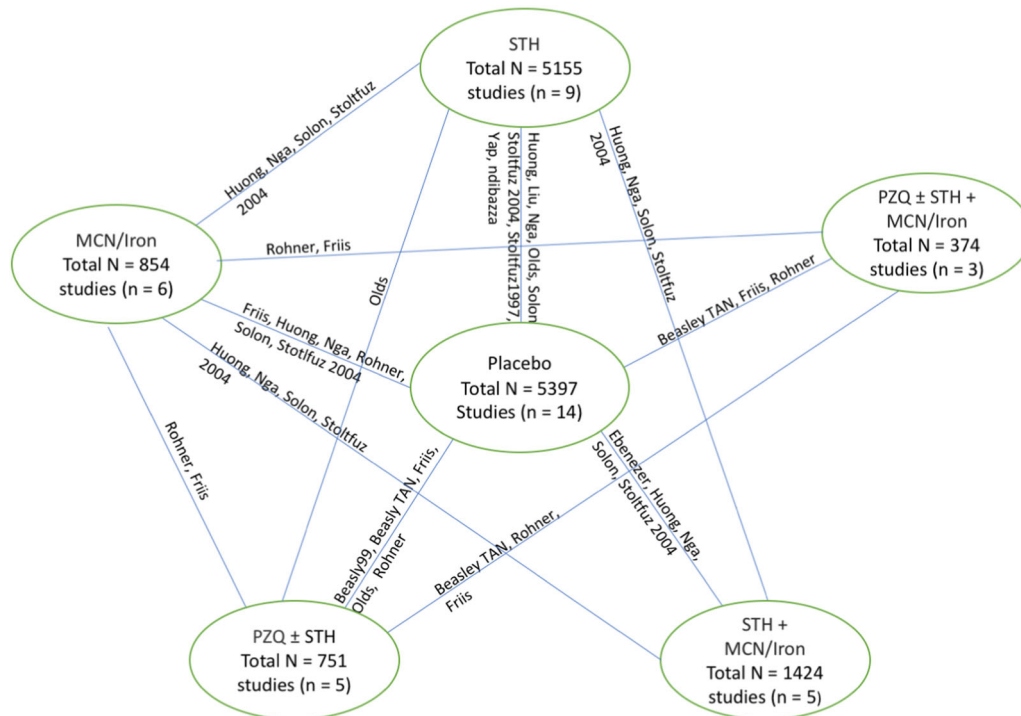 STH
Total N = 5155
studies (n = 9)
Huong, Nga, Solon, Stoltfuz
2004
Huong, Liu, Nga, Olds, Solon
Stoltfuz 2004, Stoltfuz1997,
Yap, ndibazza
Huong, Nga, Solon, Stoltfuz
2004
PZQ ± STH +
MCN/Iron
Total N = 374
studies (n = 3)
MCN/Iron
Total N = 854
studies (n = 6)
Rohner, Friis
Olds
Beasley TAN, Friis, Rohner
Friis, Huong, Nga, Rohner,
Solon, Stotlfuz 2004
Placebo
Total N = 5397
Studies (n = 14)
Huong, Nga, Solon, Stoltfuz
2004
Rohner, Friis
Beasly99, Beasly TAN, Friis,
Olds, Rohner
Beasley TAN, Rohner,
Friis
Ebenezer, Huong, Nga,
Solon, Stoltfuz 2004
PZQ ± STH
Total N = 751
studies (n = 5)
STH +
MCN/Iron
Total N = 1424
studies (n = 5)